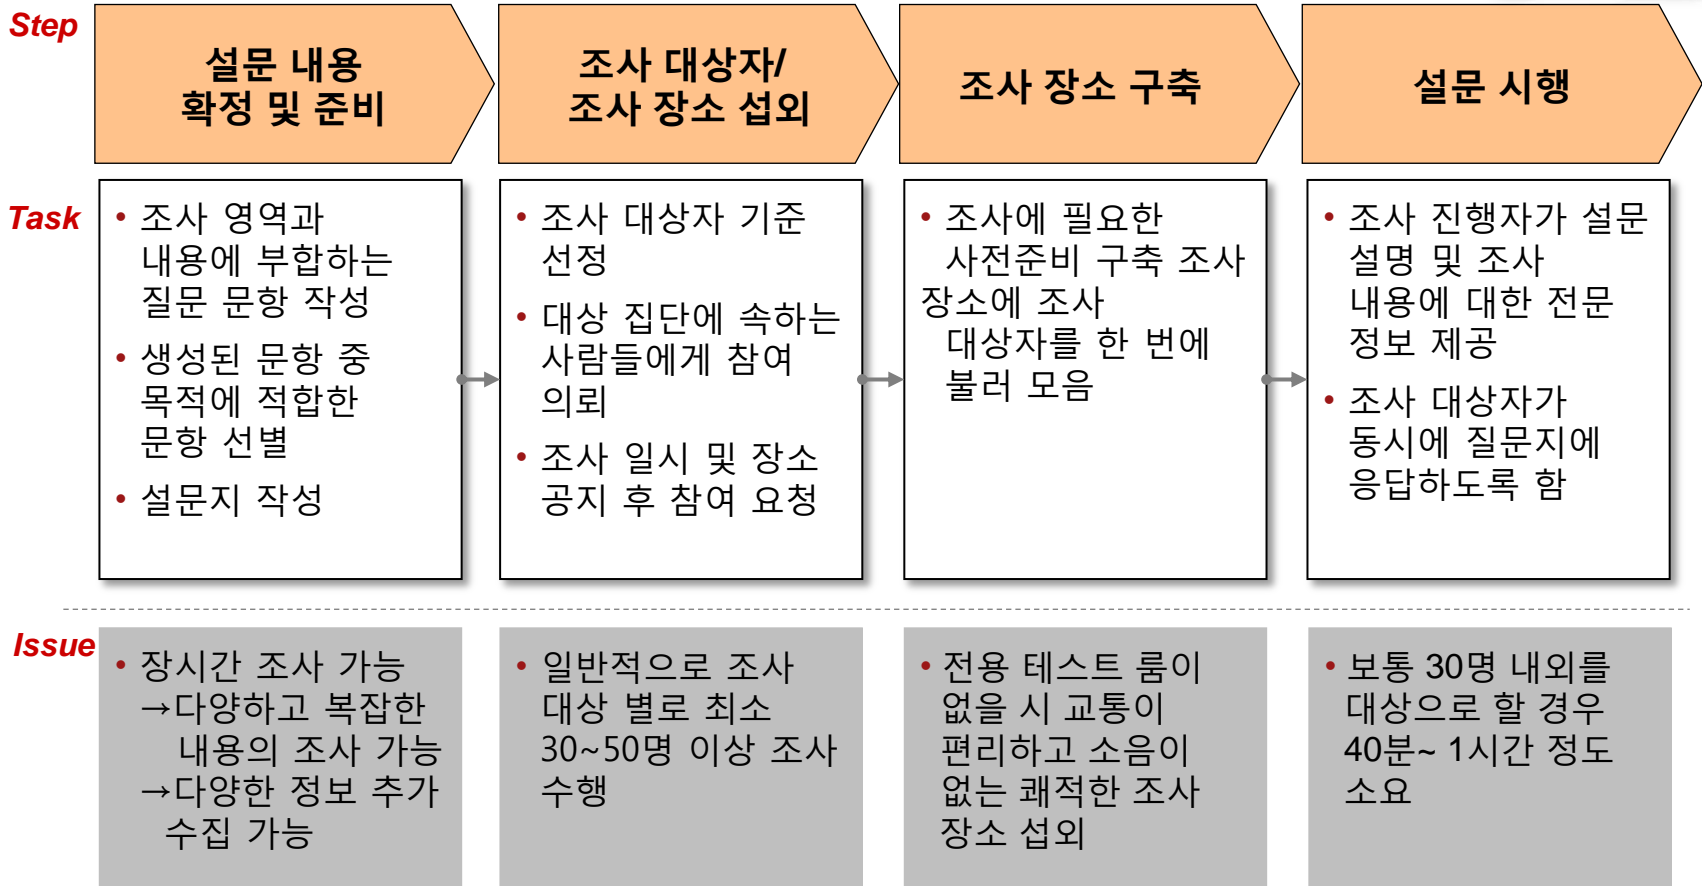 Step
설문 내용
확정 및 준비
조사 대상자/
조사 장소 섭외
조사 장소 구축
설문 시행
Task
• 조사 영역과
내용에 부합하는
질문 문항 작성
• 생성된 문항 중
목적에 적합한
문항 선별
• 설문지 작성
• 조사 대상자 기준
선정
• 대상 집단에 속하는
사람들에게 참여
의뢰
• 조사 일시 및 장소
공지 후 참여 요청
• 조사에 필요한
사전준비 구축 조사
장소에 조사
대상자를 한 번에
불러 모음
• 조사 진행자가 설문
설명 및 조사
내용에 대한 전문
정보 제공
• 조사 대상자가
동시에 질문지에
응답하도록 함
Issue
• 장시간 조사 가능
→다양하고 복잡한
내용의 조사 가능
→다양한 정보 추가
수집 가능
• 일반적으로 조사
대상 별로 최소
30~50명 이상 조사
수행
• 전용 테스트 룸이
없을 시 교통이
편리하고 소음이
없는 쾌적한 조사
장소 섭외
• 보통 30명 내외를
대상으로 할 경우
40분~ 1시간 정도
소요